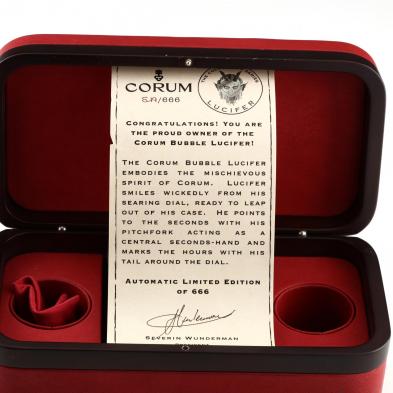 CORUM
LUCIFER
CONGRATULATIONS! YOU ARE
THE PROUD OWNER OF THE
CORUM BUBBLE LUCIFER!
THE CORUM BUBBLE LUCIFER
EMBODIES THE MISCHIEVOUS
SPIRIT OF CORUM. LUCIFER
SMILES WICKEDLY FROM HIS
SEARING DIAL, READY TO LEAP
OUT OF HIS CASE. HE POINTS
TO THE SECONDS WITH HIS
PITCHFORK ACTING AS A
CENTRAL SECONDS-HAND AND
MARKS THE HOURS WITH HIS
TAIL AROUND THE DIAL.
AUTOMATIC LIMITED EDITION
OF 666
SEVERIN WUNDERMAN